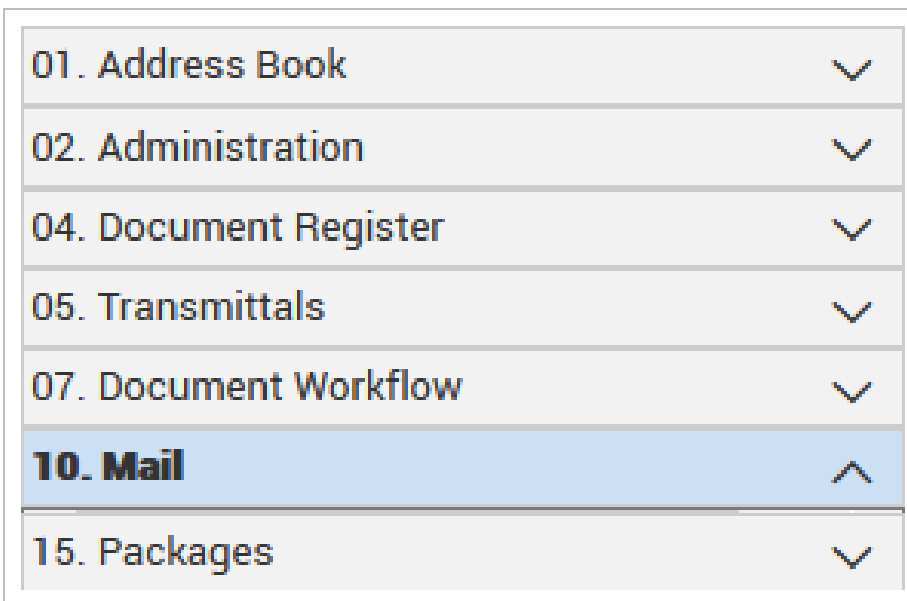 01. Address Book
02. Administration
04. Document Register
05. Transmittals
07. Document Workflow
10. Mail
15. Packages